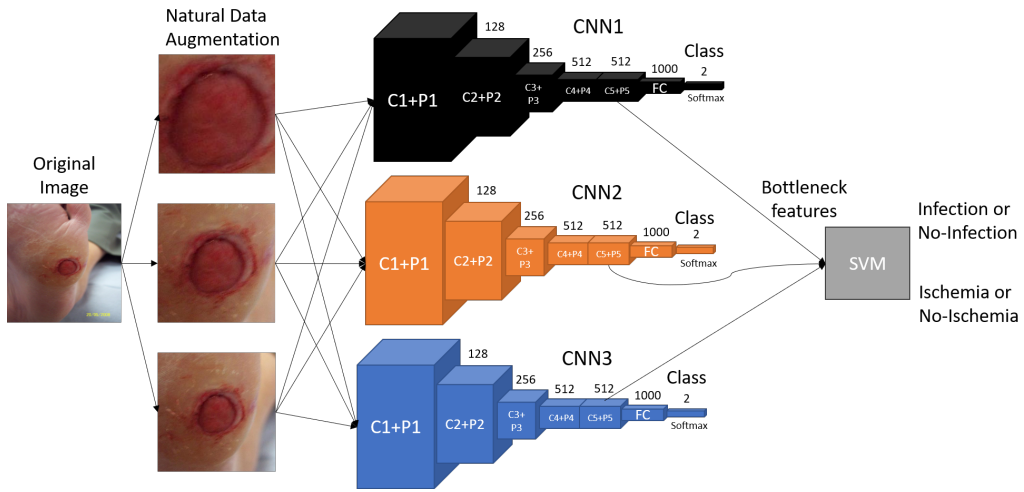 Natural Data
Augmentation
Original
Image
CNN1
128
256
512
512
1000
Class
2
C1+P1
C2+P2
C3+
P3
C4+P4
C5+P5
FC
Softmax
CNN2
128
256
512
512
1000
Class
2
C1+P1
C2+P2
C3+
P3
C4+P4
C5+P5
FC
Softmax
CNN3
128
256
512
512
1000
Class
2
C1+P1
C2+P2
C3+
P3
C4+P4
C5+P5
FC
Softmax
Bottleneck
features
SVM
Infection or
No-Infection
Ischemia or
No-Ischemia